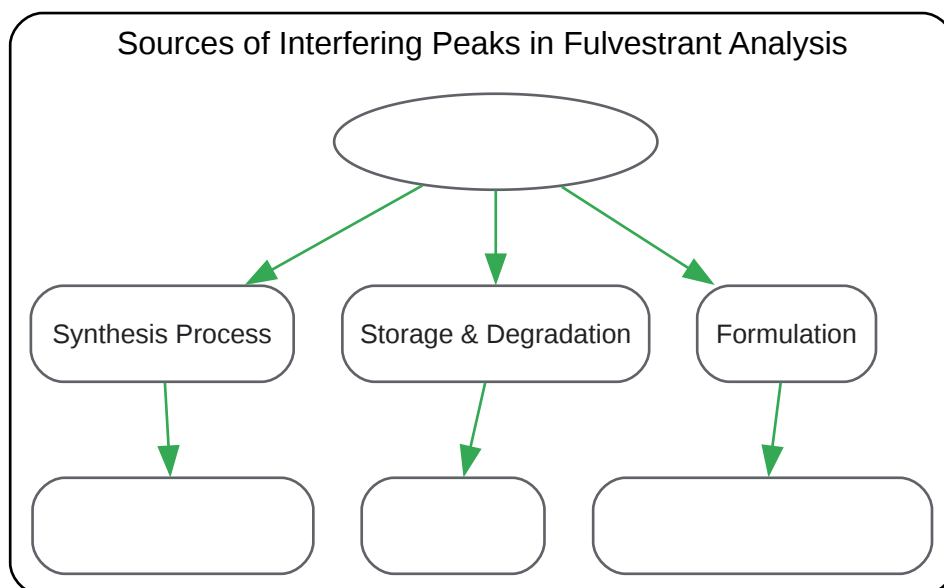 Sources of Interfering Peaks in Fulvestrant Analysis
Synthesis Process
Storage & Degradation
Formulation